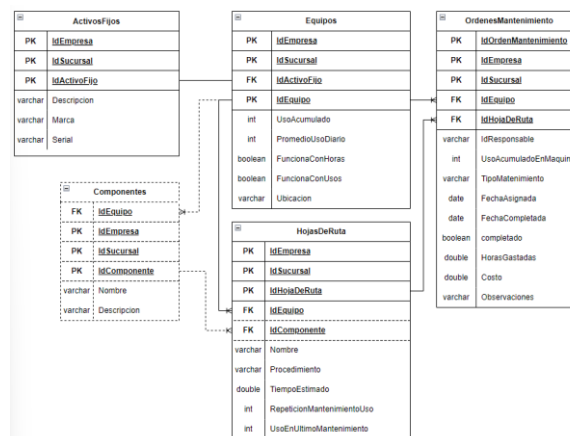 ActivosFijos
PK IdEmpresa
PK IdSucursal
PK IdActivoFijo
varchar Descripcion
varchar Marca
varchar Serial
Equipos
PK IdEmpresa
PK IdSucursal
FK IdActivoFijo
PK IdEquipo
int UsoAcumulado
int PromedioUsoDiario
boolean FuncionaConHoras
boolean FuncionaConUsos
varchar Ubicacion
OrdenesMantenimiento
PK IdOrdenMantenimiento
PK IdEmpresa
PK IdSucursal
FK IdEquipo
FK IdHojaDeRuta
varchar IdResponsable
int UsoAcumuladoEnMaquin
varchar TipoMatenimiento
date FechaAsignada
date FechaCompletada
boolean completado
double HorasGastadas
double Costo
varchar Observaciones
Componentes
FK IdEquipo
PK IdEmpresa
PK IdSucursal
PK IdComponente
varchar Nombre
varchar Descripcion
HojasDeRuta
PK IdEmpresa
PK IdSucursal
PK IdHojaDeRuta
FK IdEquipo
FK IdComponente
varchar Nombre
varchar Procedimiento
double TiempoEstimado
int RepeticionMantenimientoUso
int UsoEnUltimoMantenimiento